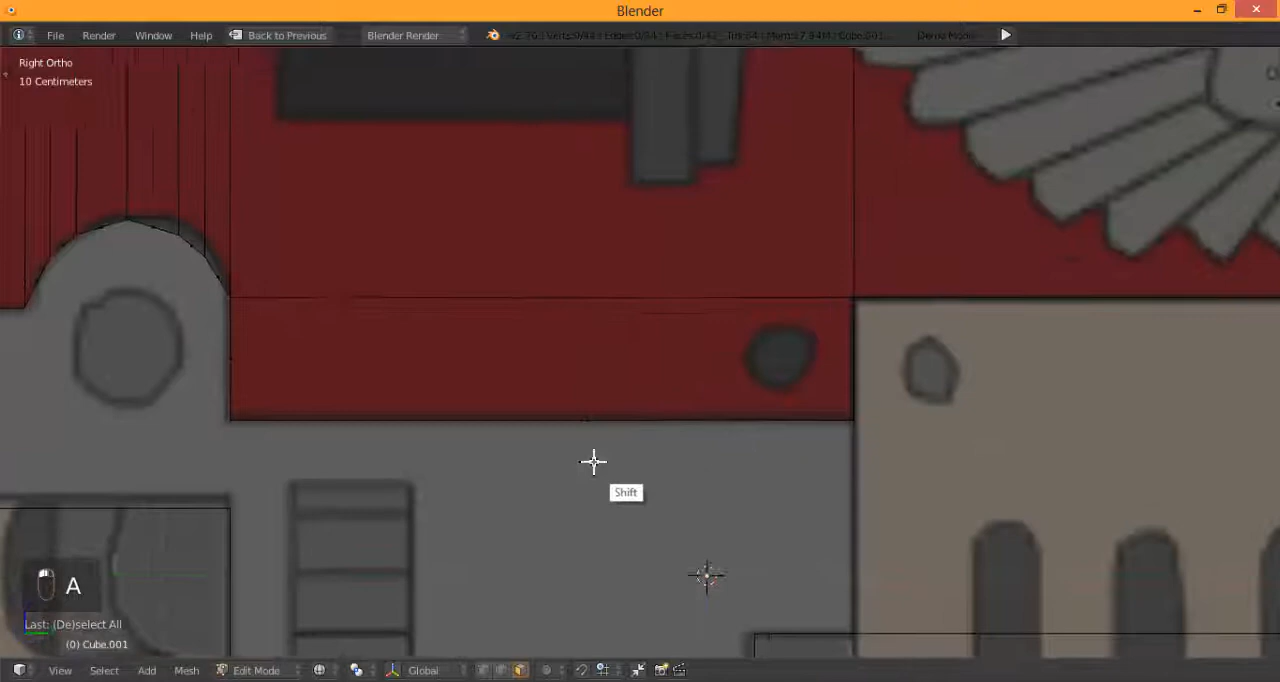 Blender
File Render Window Help Back to Previous Blender Render
Right Ortho
10 Centimeters
Shift
A
Last: (De)select All
(0) Cube.001
View Select Add Mesh Edit Mode Global